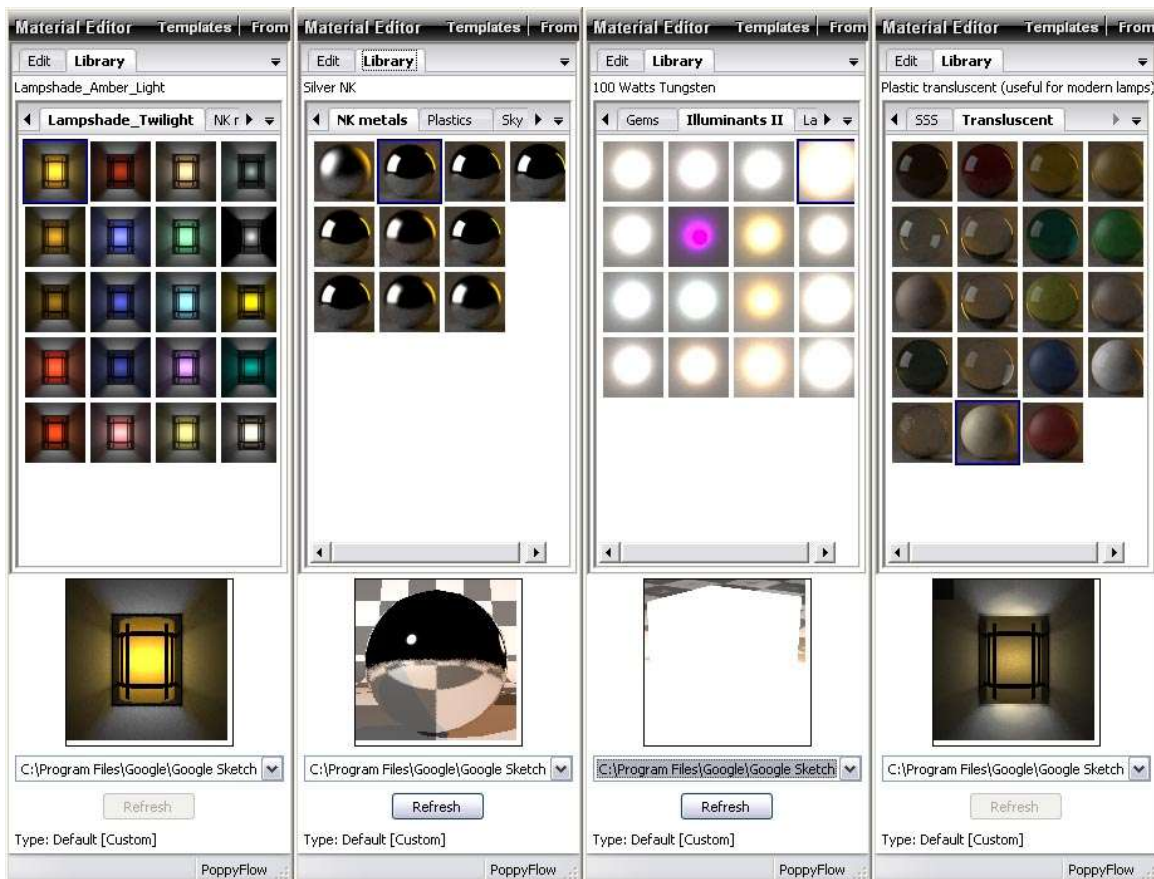 Material Editor Templates From
Edit Library
Lampshade_Amber_Light
Lampshade_Twilight NK r
C:\Program Files\Google\Google Sketch
Refresh
Type: Default [Custom]
PoppyFlow
Material Editor Templates From
Edit Library
Silver NK
NK metals Plastics Sky
C:\Program Files\Google\Google Sketch
Refresh
Type: Default [Custom]
PoppyFlow
Material Editor Templates From
Edit Library
100 Watts Tungsten
Gems Illuminants II La
C:\Program Files\Google\Google Sketch
Refresh
Type: Default [Custom]
PoppyFlow
Material Editor Templates From
Edit Library
Plastic translucent (useful for modern lamps)
SSS Transluscent
C:\Program Files\Google\Google Sketch
Refresh
Type: Default [Custom]
PoppyFlow